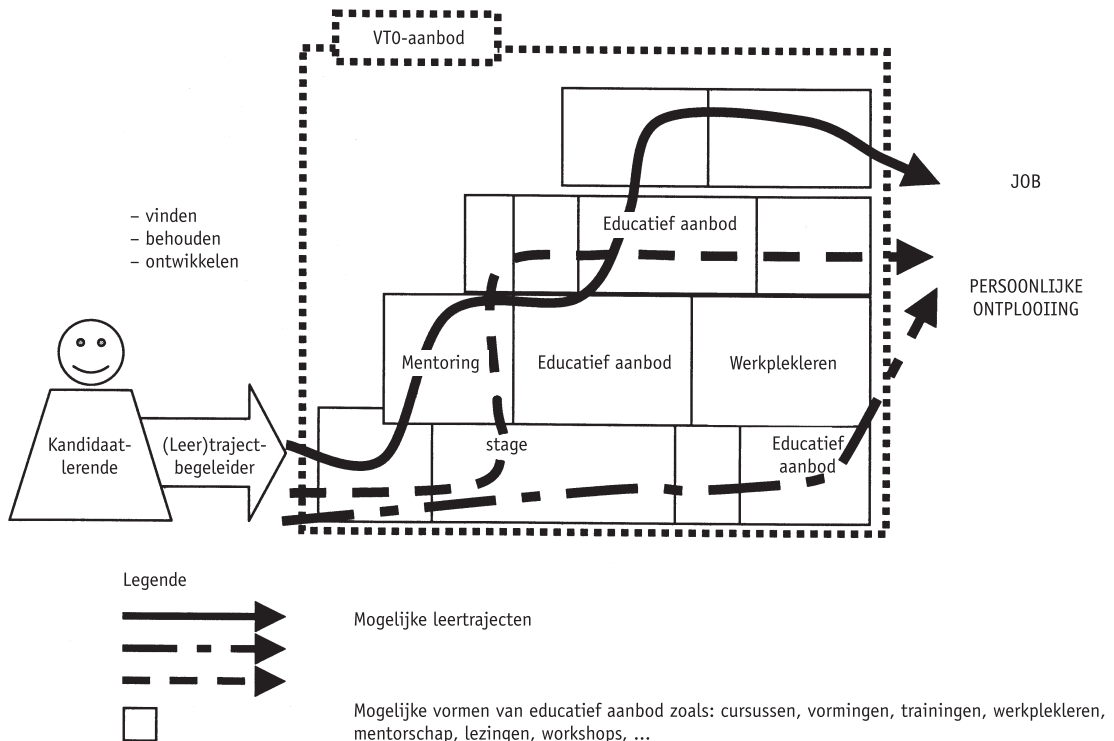 VTO-aanbod
– vinden
– behouden
– ontwikkelen
JOB
Educatief aanbod
PERSOONLIJKE
ONTPLOOIING
Mentoring
Educatief aanbod
Werkplekleren
Kandidaat-
lerende
(Leer)traject-
begeleider
stage
Educatief
aanbod
Legende
Mogelijke leertrajecten
Mogelijke vormen van educatief aanbod zoals: cursussen, vormingen, trainingen, werkplekleren,
mentorschap, lezingen, workshops, ...